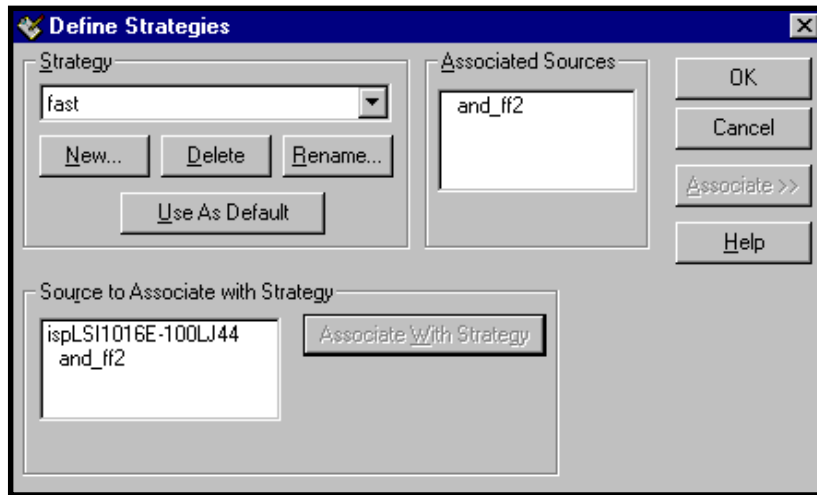 Define Strategies
Strategy
fast
New...
Delete
Rename...
Use As Default
Associated Sources
and_ff2
OK
Cancel
Associate >>
Help
Source to Associate with Strategy
ispLSI1016E-100LJ44
and_ff2
Associate With Strategy